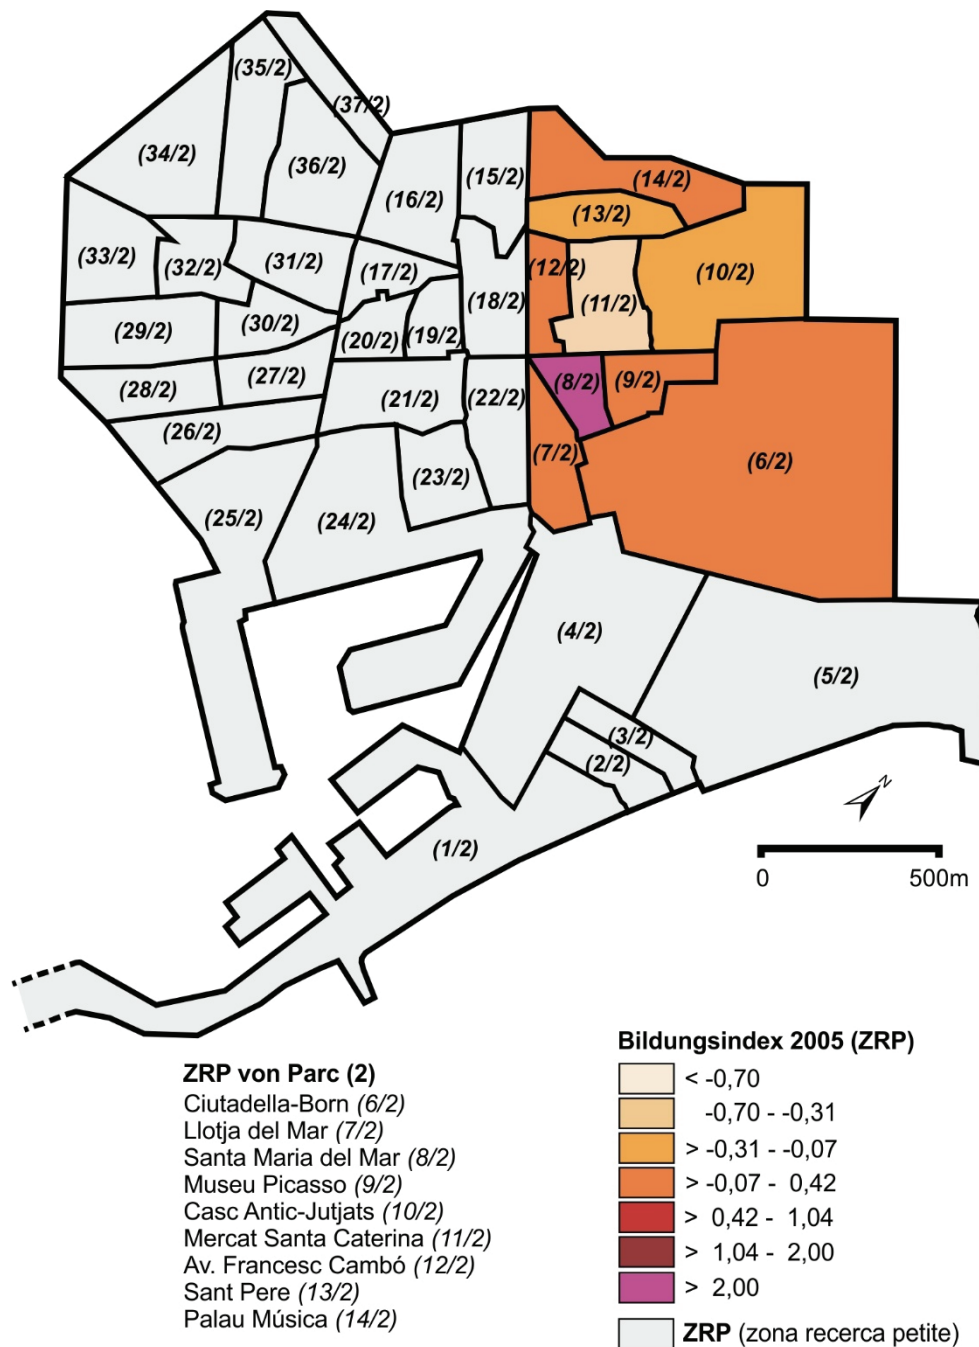 (35/2)
(37/2)
(34/2)
(36/2)
(15/2)
(14/2)
(16/2)
(13/2)
(33/2)
(32/2)
(31/2)
(17/2)
(12/2)
(10/2)
(18/2)
(11/2)
(29/2)
(30/2)
(20/2)
(19/2)
(28/2)
(27/2)
(21/2)
(22/2)
(8/2)
(9/2)
(26/2)
(7/2)
(6/2)
(23/2)
(25/2)
(24/2)
(4/2)
(5/2)
(3/2)
(2/2)
(1/2)
N
0 500m
ZRP von Parc (2)
Ciutadella-Born (6/2)
Llotja del Mar (7/2)
Santa Maria del Mar (8/2)
Museu Picasso (9/2)
Casc Antic-Jutjats (10/2)
Mercat Santa Caterina (11/2)
Av. Francesc Cambó (12/2)
Sant Pere (13/2)
Palau Música (14/2)
Bildungsindex 2005 (ZRP)
< -0,70
-0,70 - -0,31
> -0,31 - -0,07
> -0,07 - 0,42
> 0,42 - 1,04
> 1,04 - 2,00
> 2,00
ZRP (zona recerca petite)